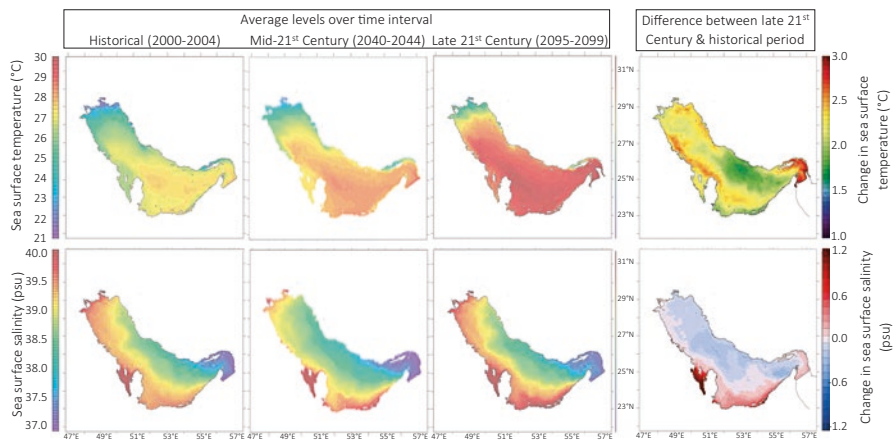 Average levels over time interval
Historical (2000-2004)
Mid-21st Century (2040-2044)
Late 21st Century (2095-2099)
Difference between late 21st
Century & historical period
Sea surface temperature (°C)
30
29
28
27
26
25
24
23
22
21
31°N
29°N
27°N
25°N
23°N
3.0
2.5
2.0
1.5
1.0
Change in sea surface
temperature (°C)
Sea surface salinity (psu)
40.0
39.5
39.0
38.5
38.0
37.5
37.0
31°N
29°N
27°N
25°N
23°N
1.2
0.6
0.0
0.6
1.2
Change in sea surface salinity
(psu)
47°E 49°E 51°E 53°E 55°E 57°E
47°E 49°E 51°E 53°E 55°E 57°E
47°E 49°E 51°E 53°E 55°E 57°E
47°E 49°E 51°E 53°E 55°E 57°E